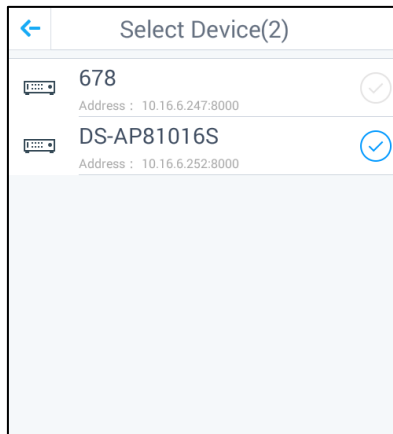 Select Device(2)
678
Address : 10.16.6.247:8000
DS-AP81016S
Address : 10.16.6.252:8000